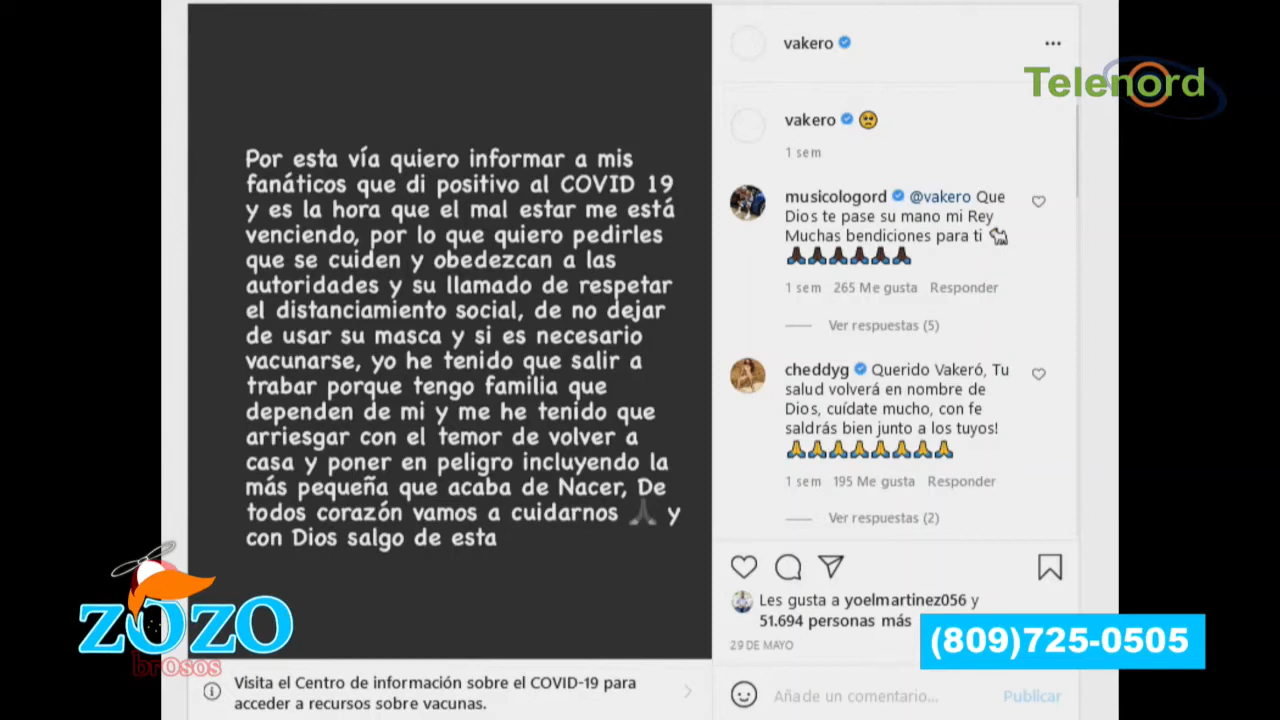 Por esta vía quiero informar a mis
fanáticos que di positivo al COVID 19
y es la hora que el mal estar me está
venciendo, por lo que quiero pedirles
que se cuiden y obedezcan a las
autoridades y su llamado de respetar
el distanciamiento social, de no dejar
de usar su masca y si es necesario
vacunarse, yo he tenido que salir a
trabar porque tengo familia que
dependen de mi y me he tenido que
arriesgar con el temor de volver a
casa y poner en peligro incluyendo la
más pequeña que acaba de Nacer, De
todos corazón vamos a cuidarnos 🙏 y
con Dios salgo de esta
Visita el Centro de información sobre el COVID-19 para
acceder a recursos sobre vacunas.
vakero
Telenord
vakero 🥺
1 sem
musicologord @vakero Que
Dios te pase su mano mi Rey
Muchas bendiciones para ti 🐐
🙏🏿🙏🏿🙏🏿🙏🏿🙏🏿🙏🏿
1 sem 265 Me gusta Responder
Ver respuestas (5)
cheddyg Querido Vakeró, Tu
salud volverá en nombre de
Dios, cuídate mucho, con fe
saldrás bien junto a los tuyos!
🙏🙏🙏🙏🙏🙏🙏🙏
1 sem 195 Me gusta Responder
Ver respuestas (2)
Les gusta a yoelmartinez056 y
51.694 personas más
29 DE MAYO
Añade un comentario... Publicar
zozo
brosos
(809)725-0505